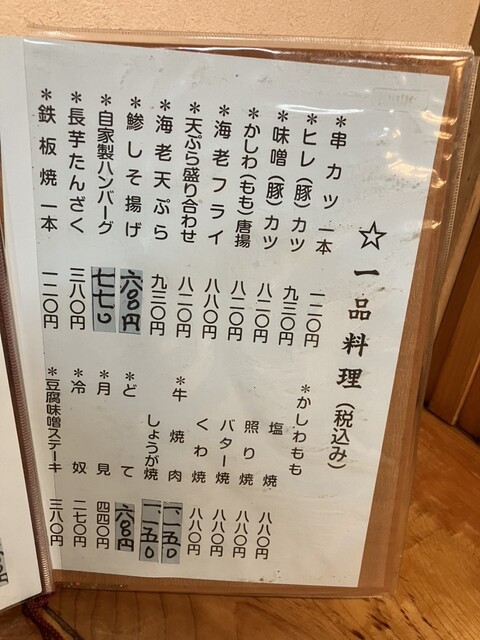 ☆一品料理(税込み)
*串カツ一本 一二〇円
*ヒレ(豚)カツ 九三〇円
*味噌(豚)カツ 八二〇円
*かしわ(もも)唐揚 八二〇円
*海老フライ 八八〇円
*天ぷら盛り合わせ 八二〇円
*海老天ぷら 九三〇円
*鯵しそ揚げ 六〇〇円
*自家製ハンバーグ 七七〇
*長芋たんざく 三八〇円
*鉄板焼一本 一二〇円
*かしわもも
塩焼 八八〇円
照り焼 八八〇円
バター焼 八八〇円
くわ焼 八八〇円
*牛焼肉 一、一五〇
しょうが焼 一、一五〇
*どて 六〇〇円
*月見 四四〇円
*冷奴 二七〇円
*豆腐味噌ステーキ 三八〇円